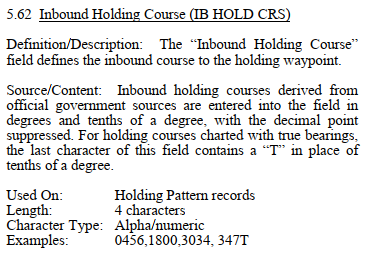 5.62 Inbound Holding Course (IB HOLD CRS)
Definition/Description: The “Inbound Holding Course”
field defines the inbound course to the holding waypoint.
Source/Content: Inbound holding courses derived from
official government sources are entered into the field in
degrees and tenths of a degree, with the decimal point
suppressed. For holding courses charted with true bearings,
the last character of this field contains a “T” in place of
tenths of a degree.
Used On: Holding Pattern records
Length: 4 characters
Character Type: Alpha/numeric
Examples: 0456,1800,3034, 347T